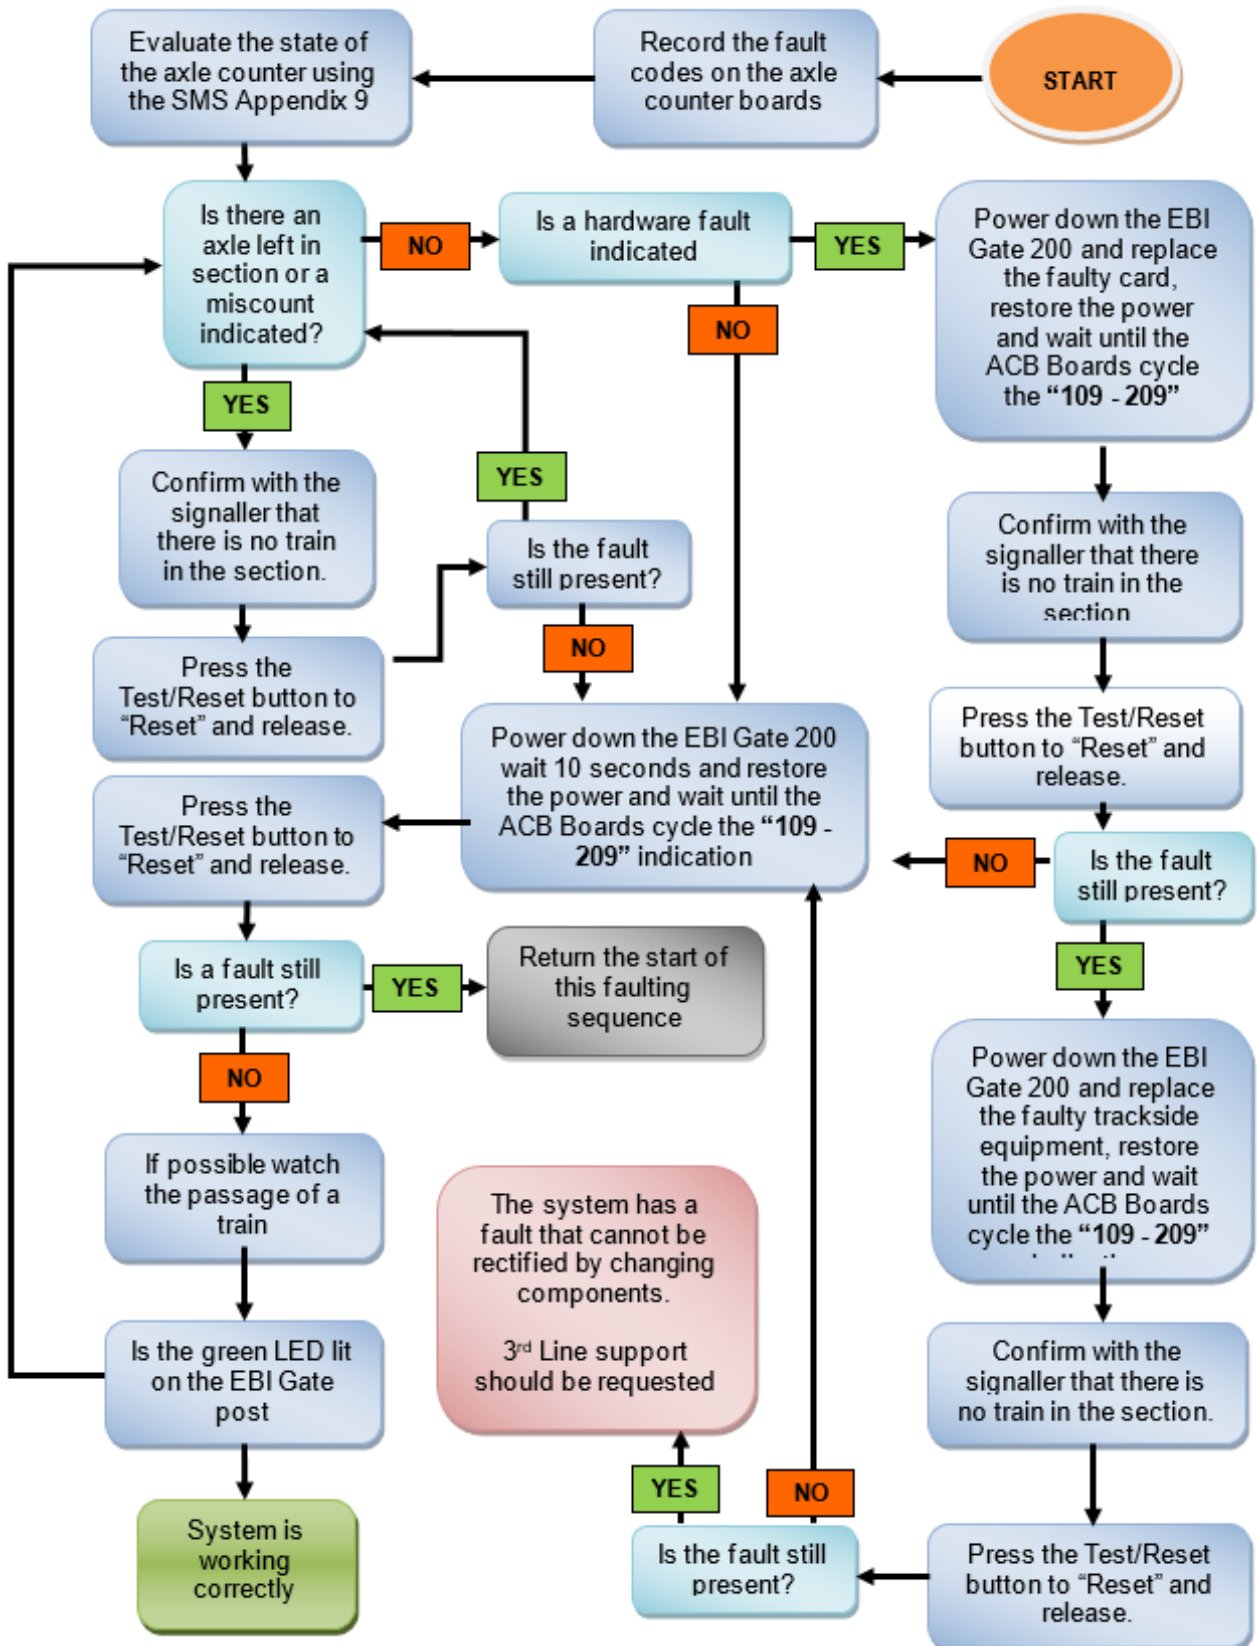 START
Record the fault
codes on the axle
counter boards
Evaluate the state of
the axle counter using
the SMS Appendix 9
Is there an
axle left in
section or a
miscount
indicated?
NO
Is a hardware fault
indicated
YES
Power down the EBI
Gate 200 and replace
the faulty card,
restore the power
and wait until the
ACB Boards cycle
the “109 - 209”
NO
YES
Confirm with the
signaller that
there is no train
in the section.
YES
Is the fault
still present?
NO
Confirm with the
signaller that there
is no train in the
section
Press the
Test/Reset button to
“Reset” and release.
Press the Test/Reset
button to “Reset” and
release.
Power down the EBI Gate 200
wait 10 seconds and restore
the power and wait until the
ACB Boards cycle the “109 -
209” indication
Press the
Test/Reset button to
“Reset” and release.
NO
Is the fault
still present?
YES
Is a fault still
present?
YES
Return the start of
this faulting
sequence
NO
Power down the EBI
Gate 200 and replace
the faulty trackside
equipment, restore
the power and wait
until the ACB Boards
cycle the “109 - 209”
If possible watch
the passage of a
train
The system has a
fault that cannot be
rectified by changing
components.
3rd Line support
should be requested
Is the green LED lit
on the EBI Gate
post
Confirm with the
signaller that there is
no train in the section.
YES
NO
System is
working
correctly
Is the fault still
present?
Press the Test/Reset
button to “Reset” and
release.